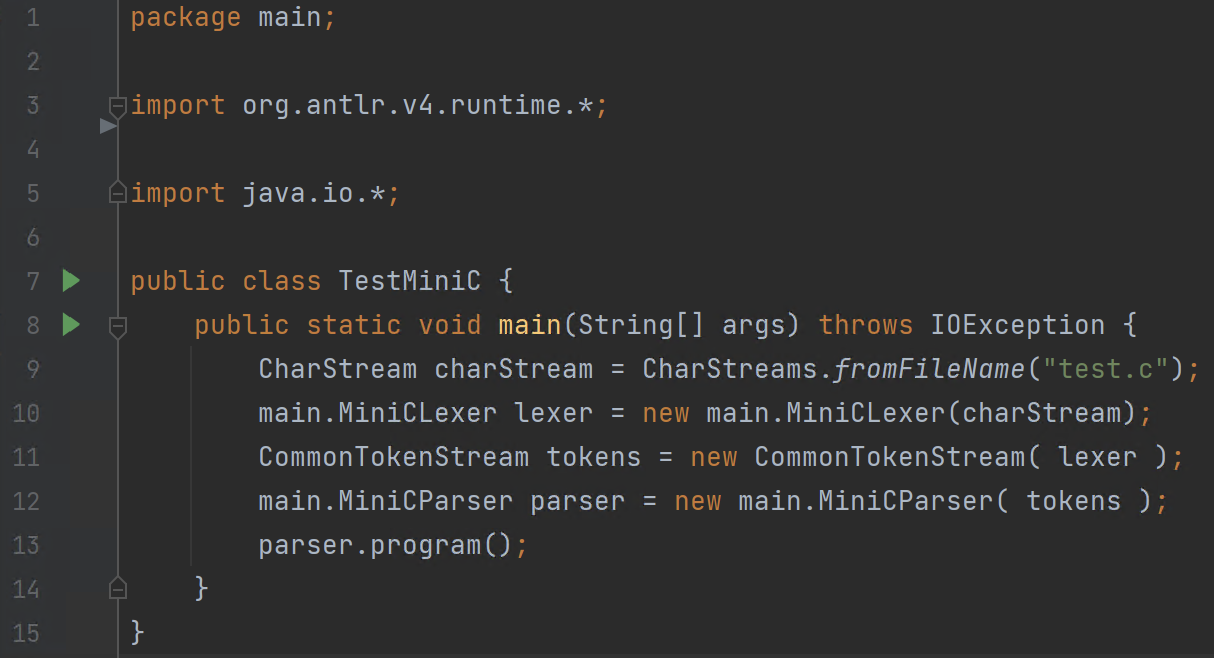 1 package main;
2
3 import org.antlr.v4.runtime.*;
4
5 import java.io.*;
6
7 public class TestMiniC {
8     public static void main(String[] args) throws IOException {
9         CharStream charStream = CharStreams.fromFileName("test.c");
10         main.MiniCLexer lexer = new main.MiniCLexer(charStream);
11         CommonTokenStream tokens = new CommonTokenStream( lexer );
12         main.MiniCParser parser = new main.MiniCParser( tokens );
13         parser.program();
14     }
15 }